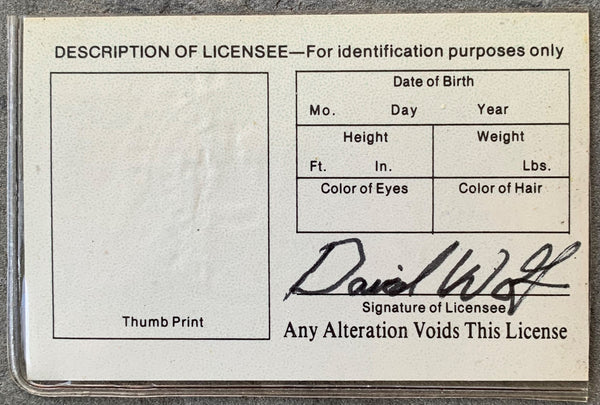 DESCRIPTION OF LICENSEE—For identification purposes only
Date of Birth
Mo. Day Year
Height Weight
Ft. In. Lbs.
Color of Eyes Color of Hair
David Wolf
Signature of Licensee
Thumb Print
Any Alteration Voids This License